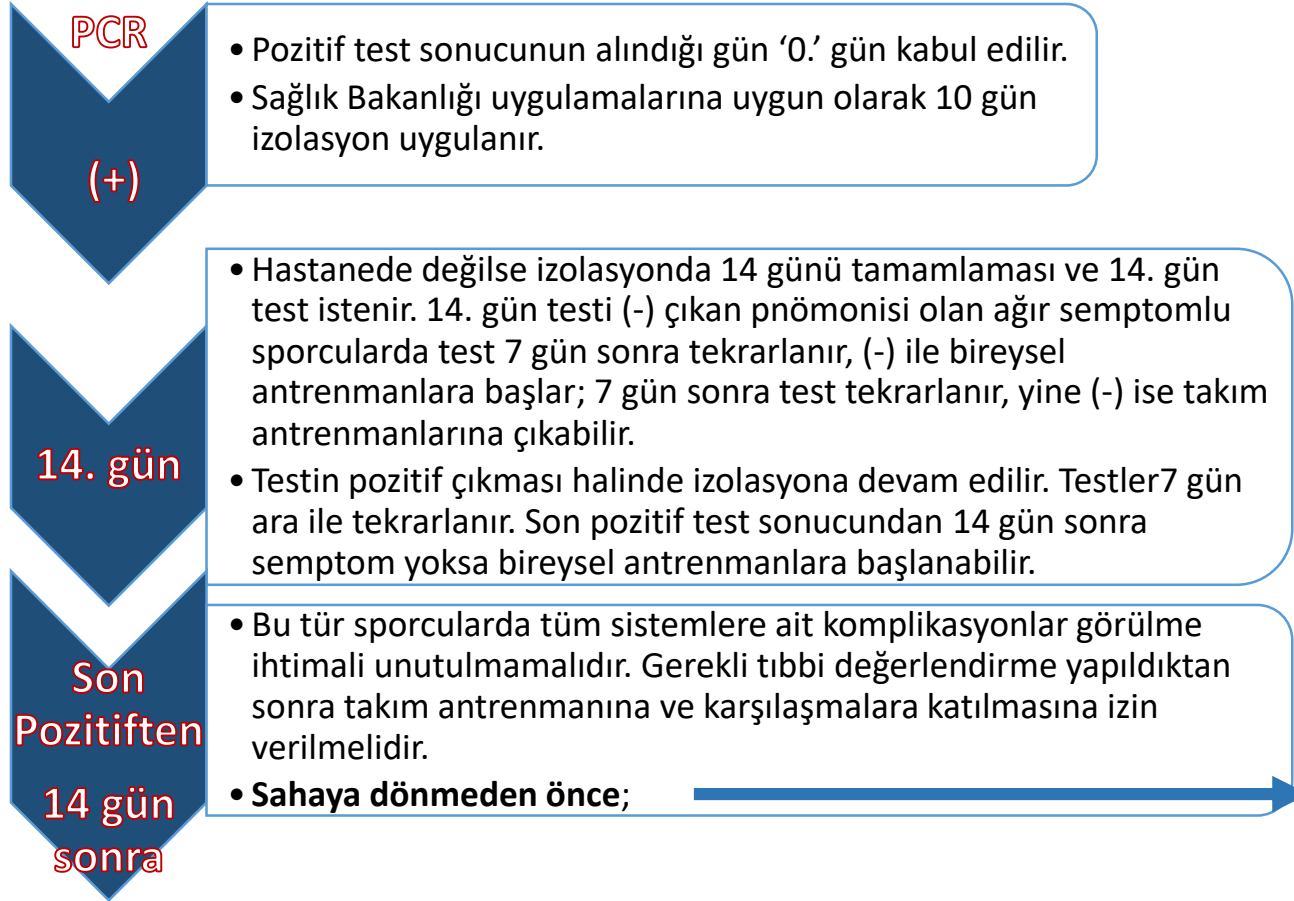 PCR
(+)
• Pozitif test sonucunun alındığı gün ‘0.’ gün kabul edilir.
• Sağlık Bakanlığı uygulamalarına uygun olarak 10 gün
izolasyon uygulanır.
14. gün
• Hastanede değilse izolasyonda 14 günü tamamlaması ve 14. gün
test istenir. 14. gün testi (-) çıkan pnömonisi olan ağır semptomlu
sporcularda test 7 gün sonra tekrarlanır, (-) ile bireysel
antrenmanlara başlar; 7 gün sonra test tekrarlanır, yine (-) ise takım
antrenmanlarına çıkabilir.
• Testin pozitif çıkması halinde izolasyona devam edilir. Testler7 gün
ara ile tekrarlanır. Son pozitif test sonucundan 14 gün sonra
semptom yoksa bireysel antrenmanlara başlanabilir.
Son
Pozitiften
14 gün
sonra
• Bu tür sporcularda tüm sistemlere ait komplikasyonlar görülme
ihtimali unutulmamalıdır. Gerekli tıbbi değerlendirme yapıldıktan
sonra takım antrenmanına ve karşılaşmalara katılmasına izin
verilmelidir.
• Sahaya dönmeden önce;